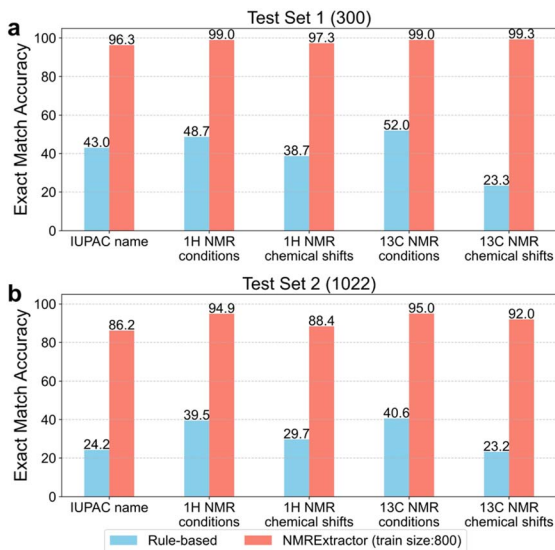 a
Test Set 1 (300)
Exact Match Accuracy
100
80
60
40
20
0
43.0
96.3
48.7
99.0
38.7
97.3
52.0
99.0
23.3
99.3
IUPAC name
1H NMR
conditions
1H NMR
chemical shifts
13C NMR
conditions
13C NMR
chemical shifts
b
Test Set 2 (1022)
Exact Match Accuracy
100
80
60
40
20
0
24.2
86.2
39.5
94.9
29.7
88.4
40.6
95.0
23.2
92.0
IUPAC name
1H NMR
conditions
1H NMR
chemical shifts
13C NMR
conditions
13C NMR
chemical shifts
Rule-based
NMRExtractor (train size:800)